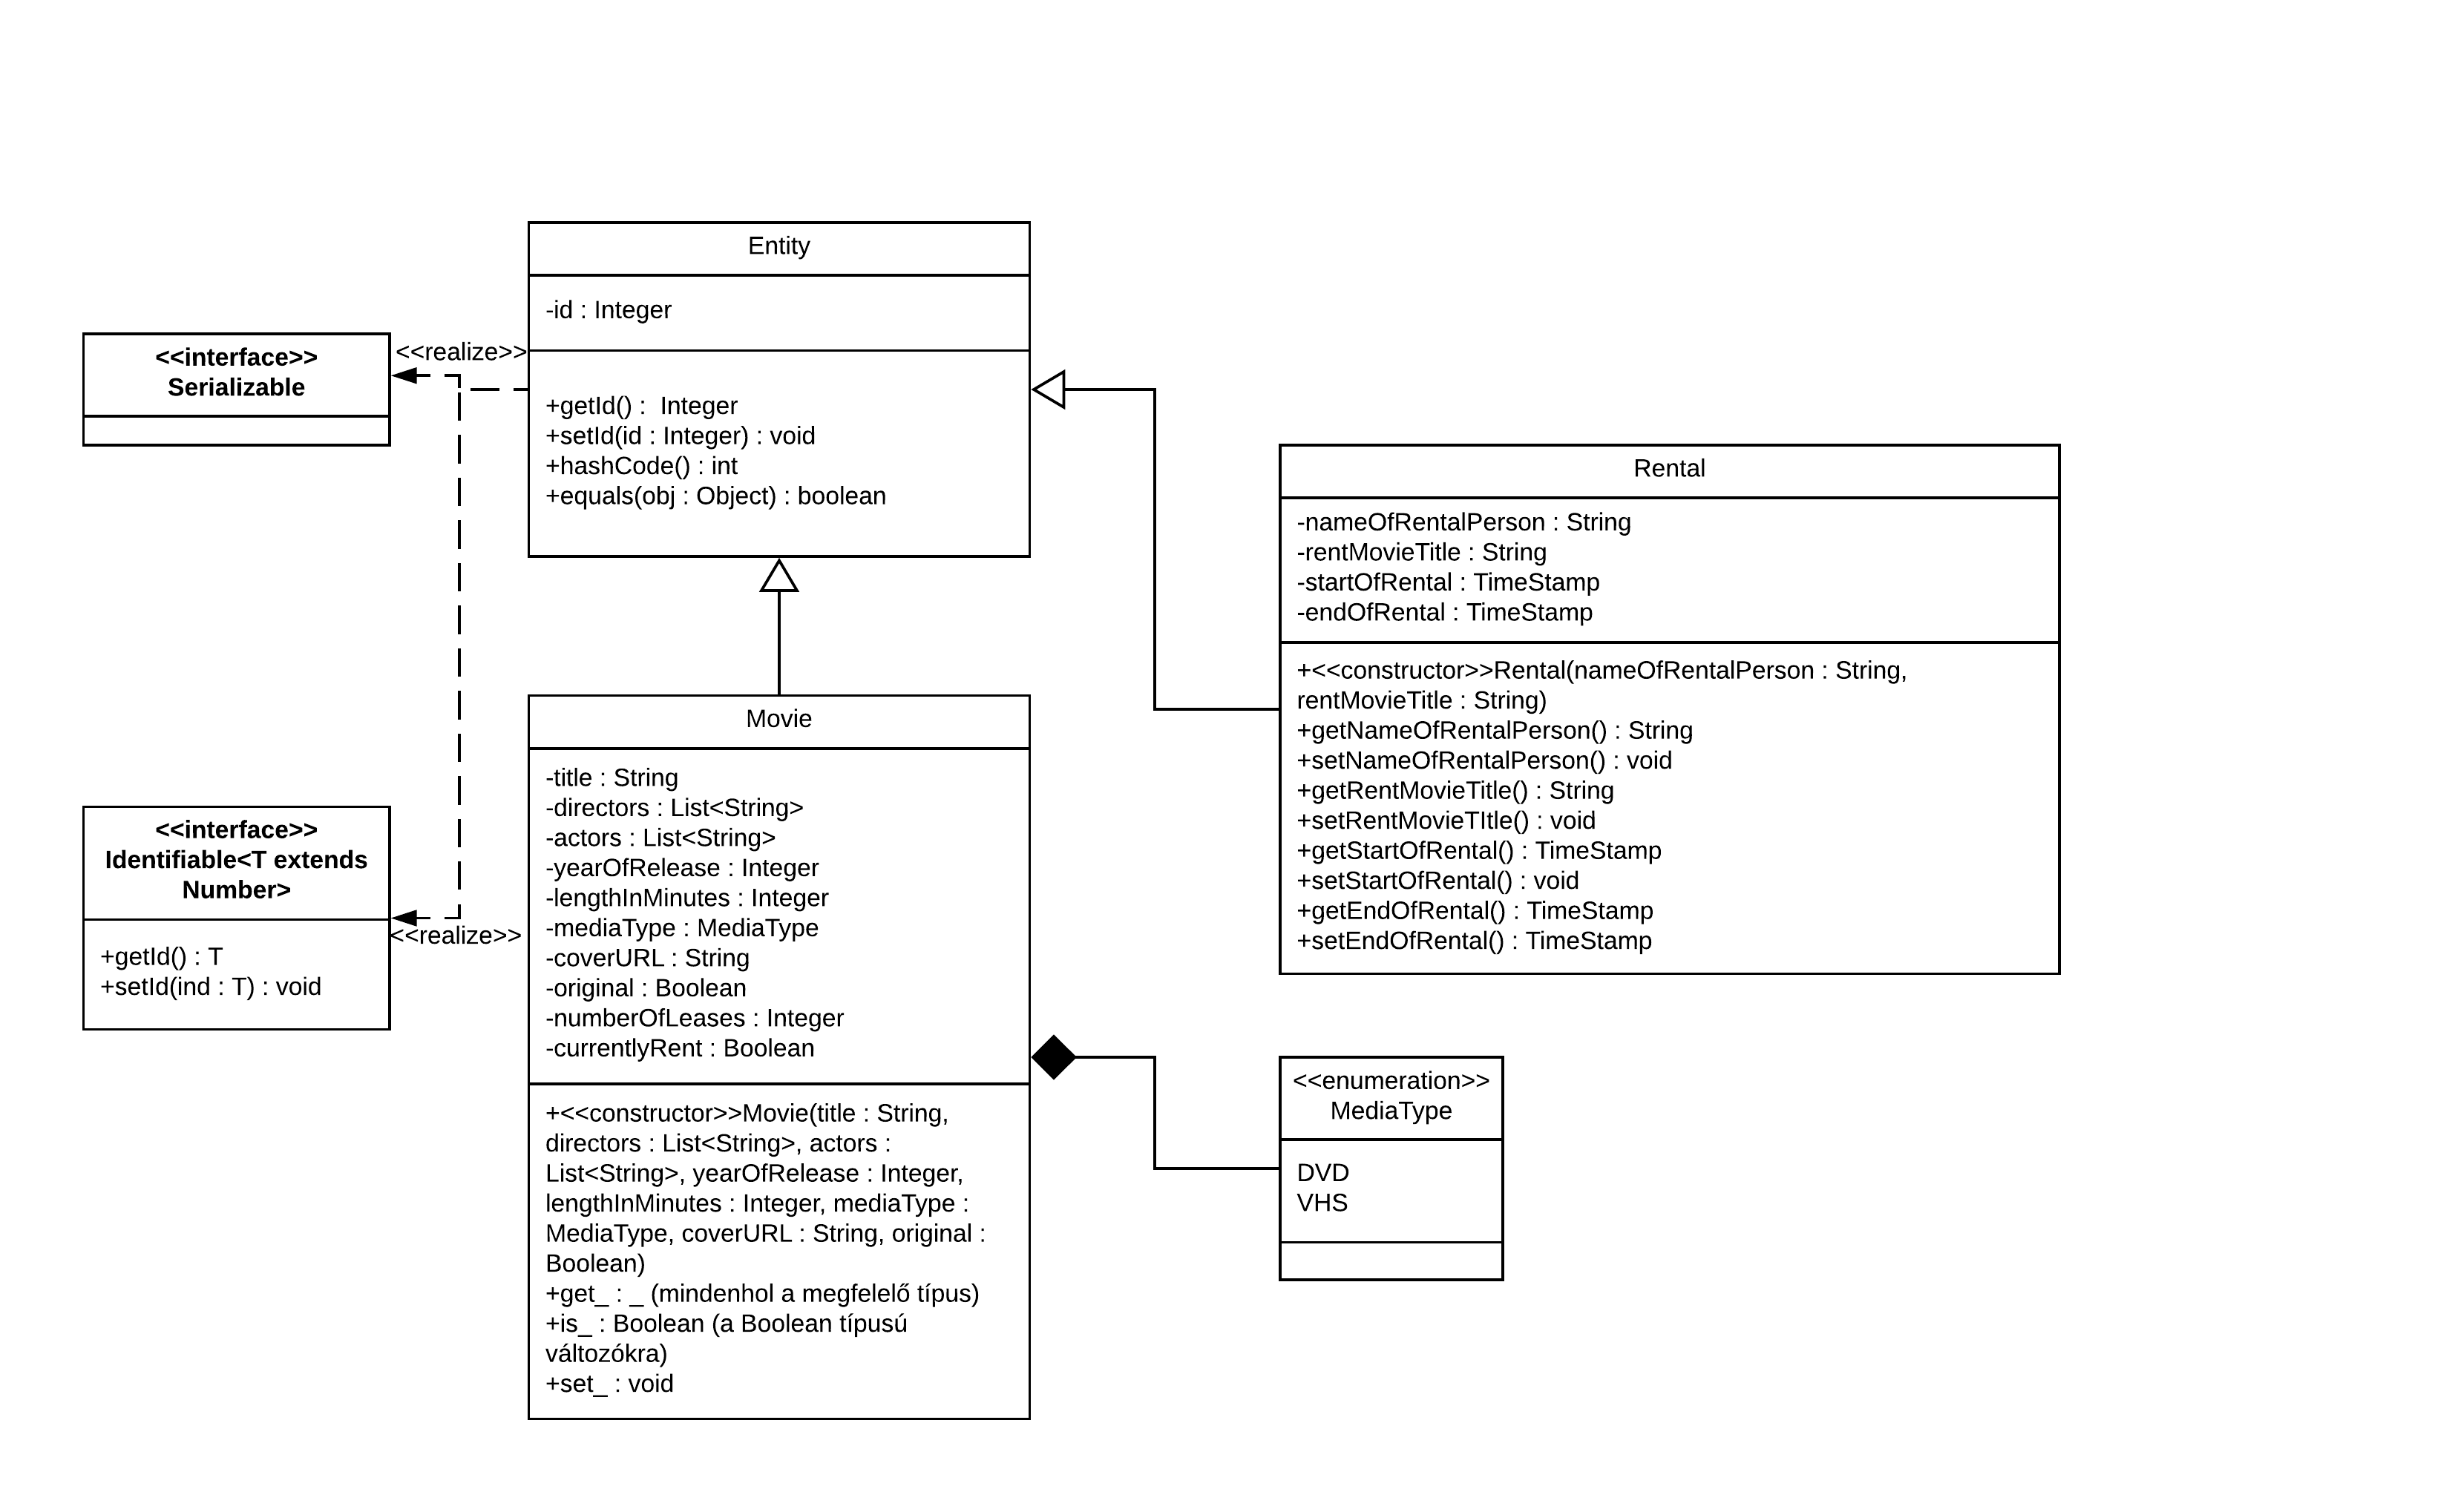 Entity
-id : Integer
+getId() :  Integer
+setId(id : Integer) : void
+hashCode() : int
+equals(obj : Object) : boolean
<<interface>>
Serializable
<<realize>>
<<interface>>
Identifiable<T extends
Number>
+getId() : T
+setId(ind : T) : void
<<realize>>
Movie
-title : String
-directors : List<String>
-actors : List<String>
-yearOfRelease : Integer
-lengthInMinutes : Integer
-mediaType : MediaType
-coverURL : String
-original : Boolean
-numberOfLeases : Integer
-currentlyRent : Boolean
+<<constructor>>Movie(title : String,
directors : List<String>, actors :
List<String>, yearOfRelease : Integer,
lengthInMinutes : Integer, mediaType :
MediaType, coverURL : String, original :
Boolean)
+get_ : _ (mindenhol a megfelelő típus)
+is_ : Boolean (a Boolean típusú
változókra)
+set_ : void
Rental
-nameOfRentalPerson : String
-rentMovieTitle : String
-startOfRental : TimeStamp
-endOfRental : TimeStamp
+<<constructor>>Rental(nameOfRentalPerson : String,
rentMovieTitle : String)
+getNameOfRentalPerson() : String
+setNameOfRentalPerson() : void
+getRentMovieTitle() : String
+setRentMovieTItle() : void
+getStartOfRental() : TimeStamp
+setStartOfRental() : void
+getEndOfRental() : TimeStamp
+setEndOfRental() : TimeStamp
<<enumeration>>
MediaType
DVD
VHS